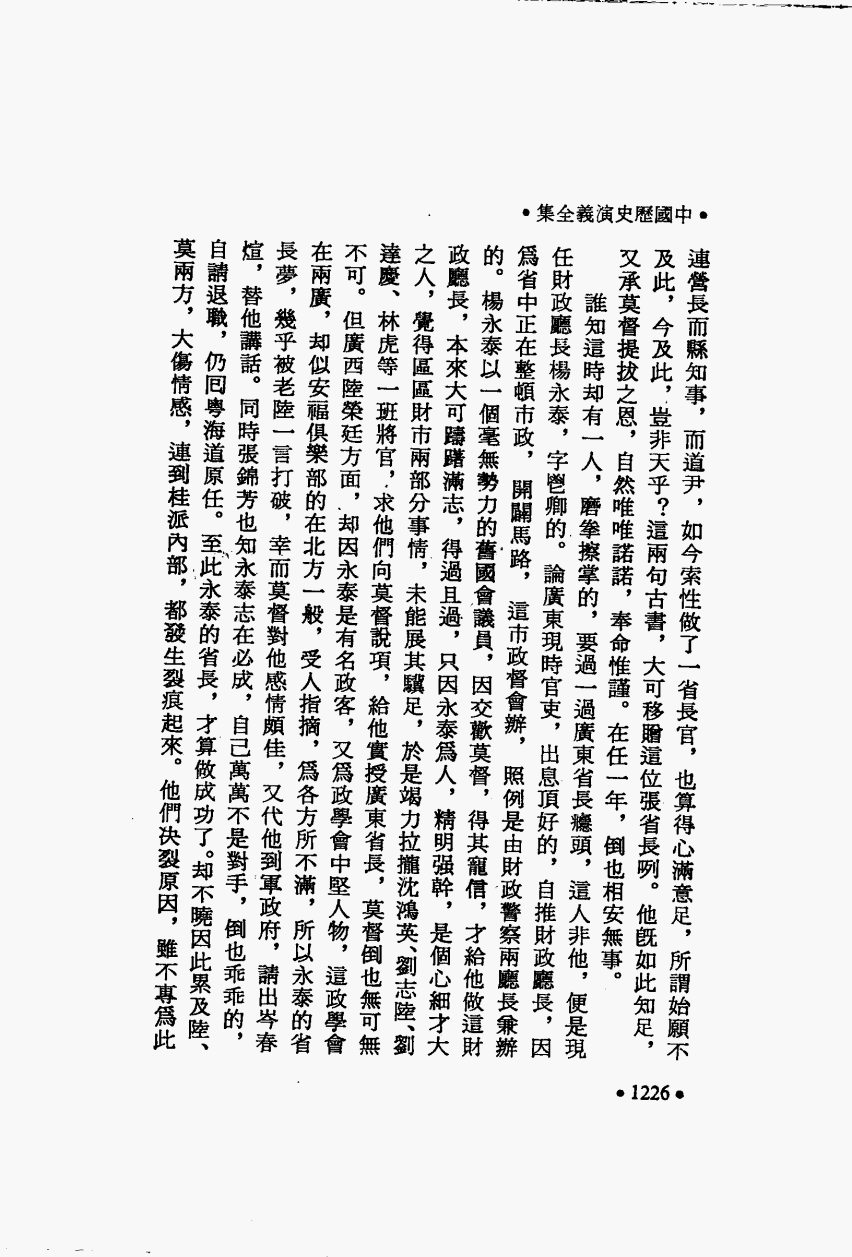 •中國歷史演義全集•
連營長而縣知事，而道尹，如今索性做了一省長官，也算得心滿意足，所謂始願不
及此，今及此，豈非天乎？這兩句古書，大可移贈這位張省長咧。他旣如此知足，
又承莫督提拔之恩，自然唯唯諾諾，奉命惟謹。在任一年，倒也相安無事。
誰知這時却有一人，磨拳擦掌的，要過一過廣東省長癮頭，這人非他，便是現
任財政廳長楊永泰，字鬯卿的。論廣東現時官吏，出息頂好的，自推財政廳長，因
爲省中正在整頓市政，開闢馬路，這市政督會辦，照例是由財政警察兩廳長兼辦
的。楊永泰以一個毫無勢力的舊國會議員，因交歡莫督，得其寵信，才給他做這財
政廳長，本來大可躊躇滿志，得過且過，只因永泰爲人，精明强幹，是個心細才大
之人，覺得區區財市兩部分事情，未能展其驥足，於是竭力拉攏沈鴻英、劉志陸、劉
達慶、林虎等一班將官，求他們向莫督說項，給他實授廣東省長，莫督倒也無可無
不可。但廣西陸榮廷方面，却因永泰是有名政客，又爲政學會中堅人物，這政學會
在兩廣，却似安福俱樂部的在北方一般，受人指摘，爲各方所不滿，所以永泰的省
長夢，幾乎被老陸一言打破，幸而莫督對他感情頗佳，又代他到軍政府，請出岑春
煊，替他講話。同時張錦芳也知永泰志在必成，自己萬萬不是對手，倒也乖乖的，
自請退職，仍回粵海道原任。至此永泰的省長，才算做成功了。却不曉因此累及陸、
莫兩方，大傷情感，連到桂派內部，都發生裂痕起來。他們决裂原因，雖不專爲此
•1226•